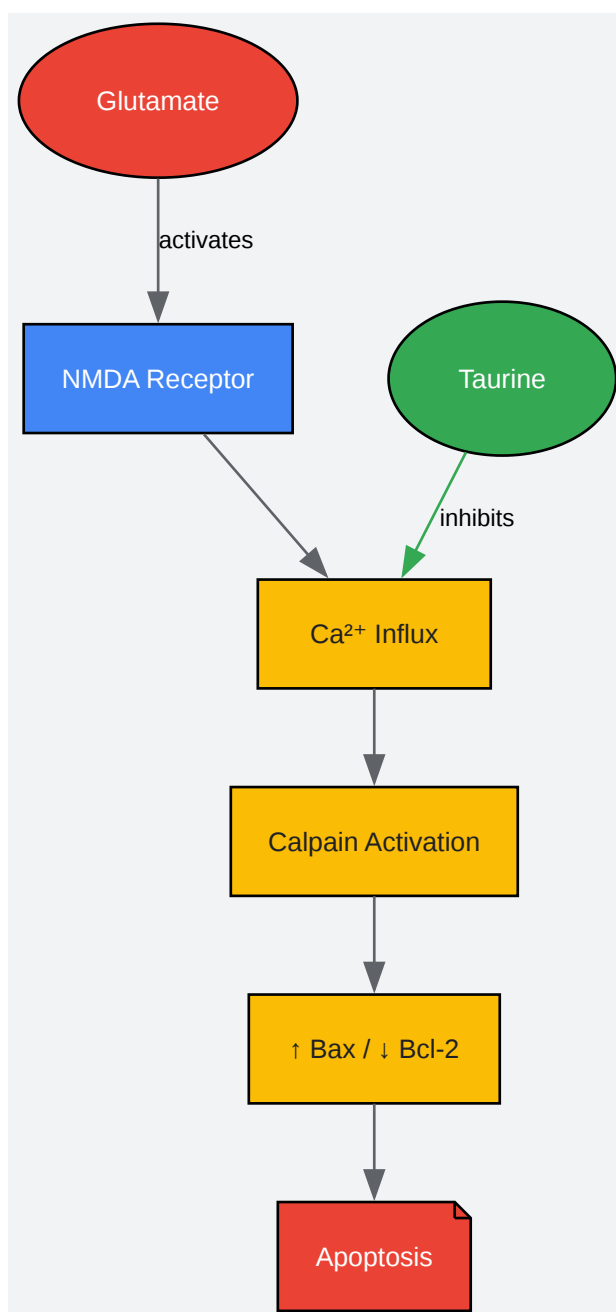 Glutamate
activates
NMDA Receptor
Taurine
inhibits
Ca²⁺ Influx
Calpain Activation
↑ Bax / ↓ Bcl-2
Apoptosis